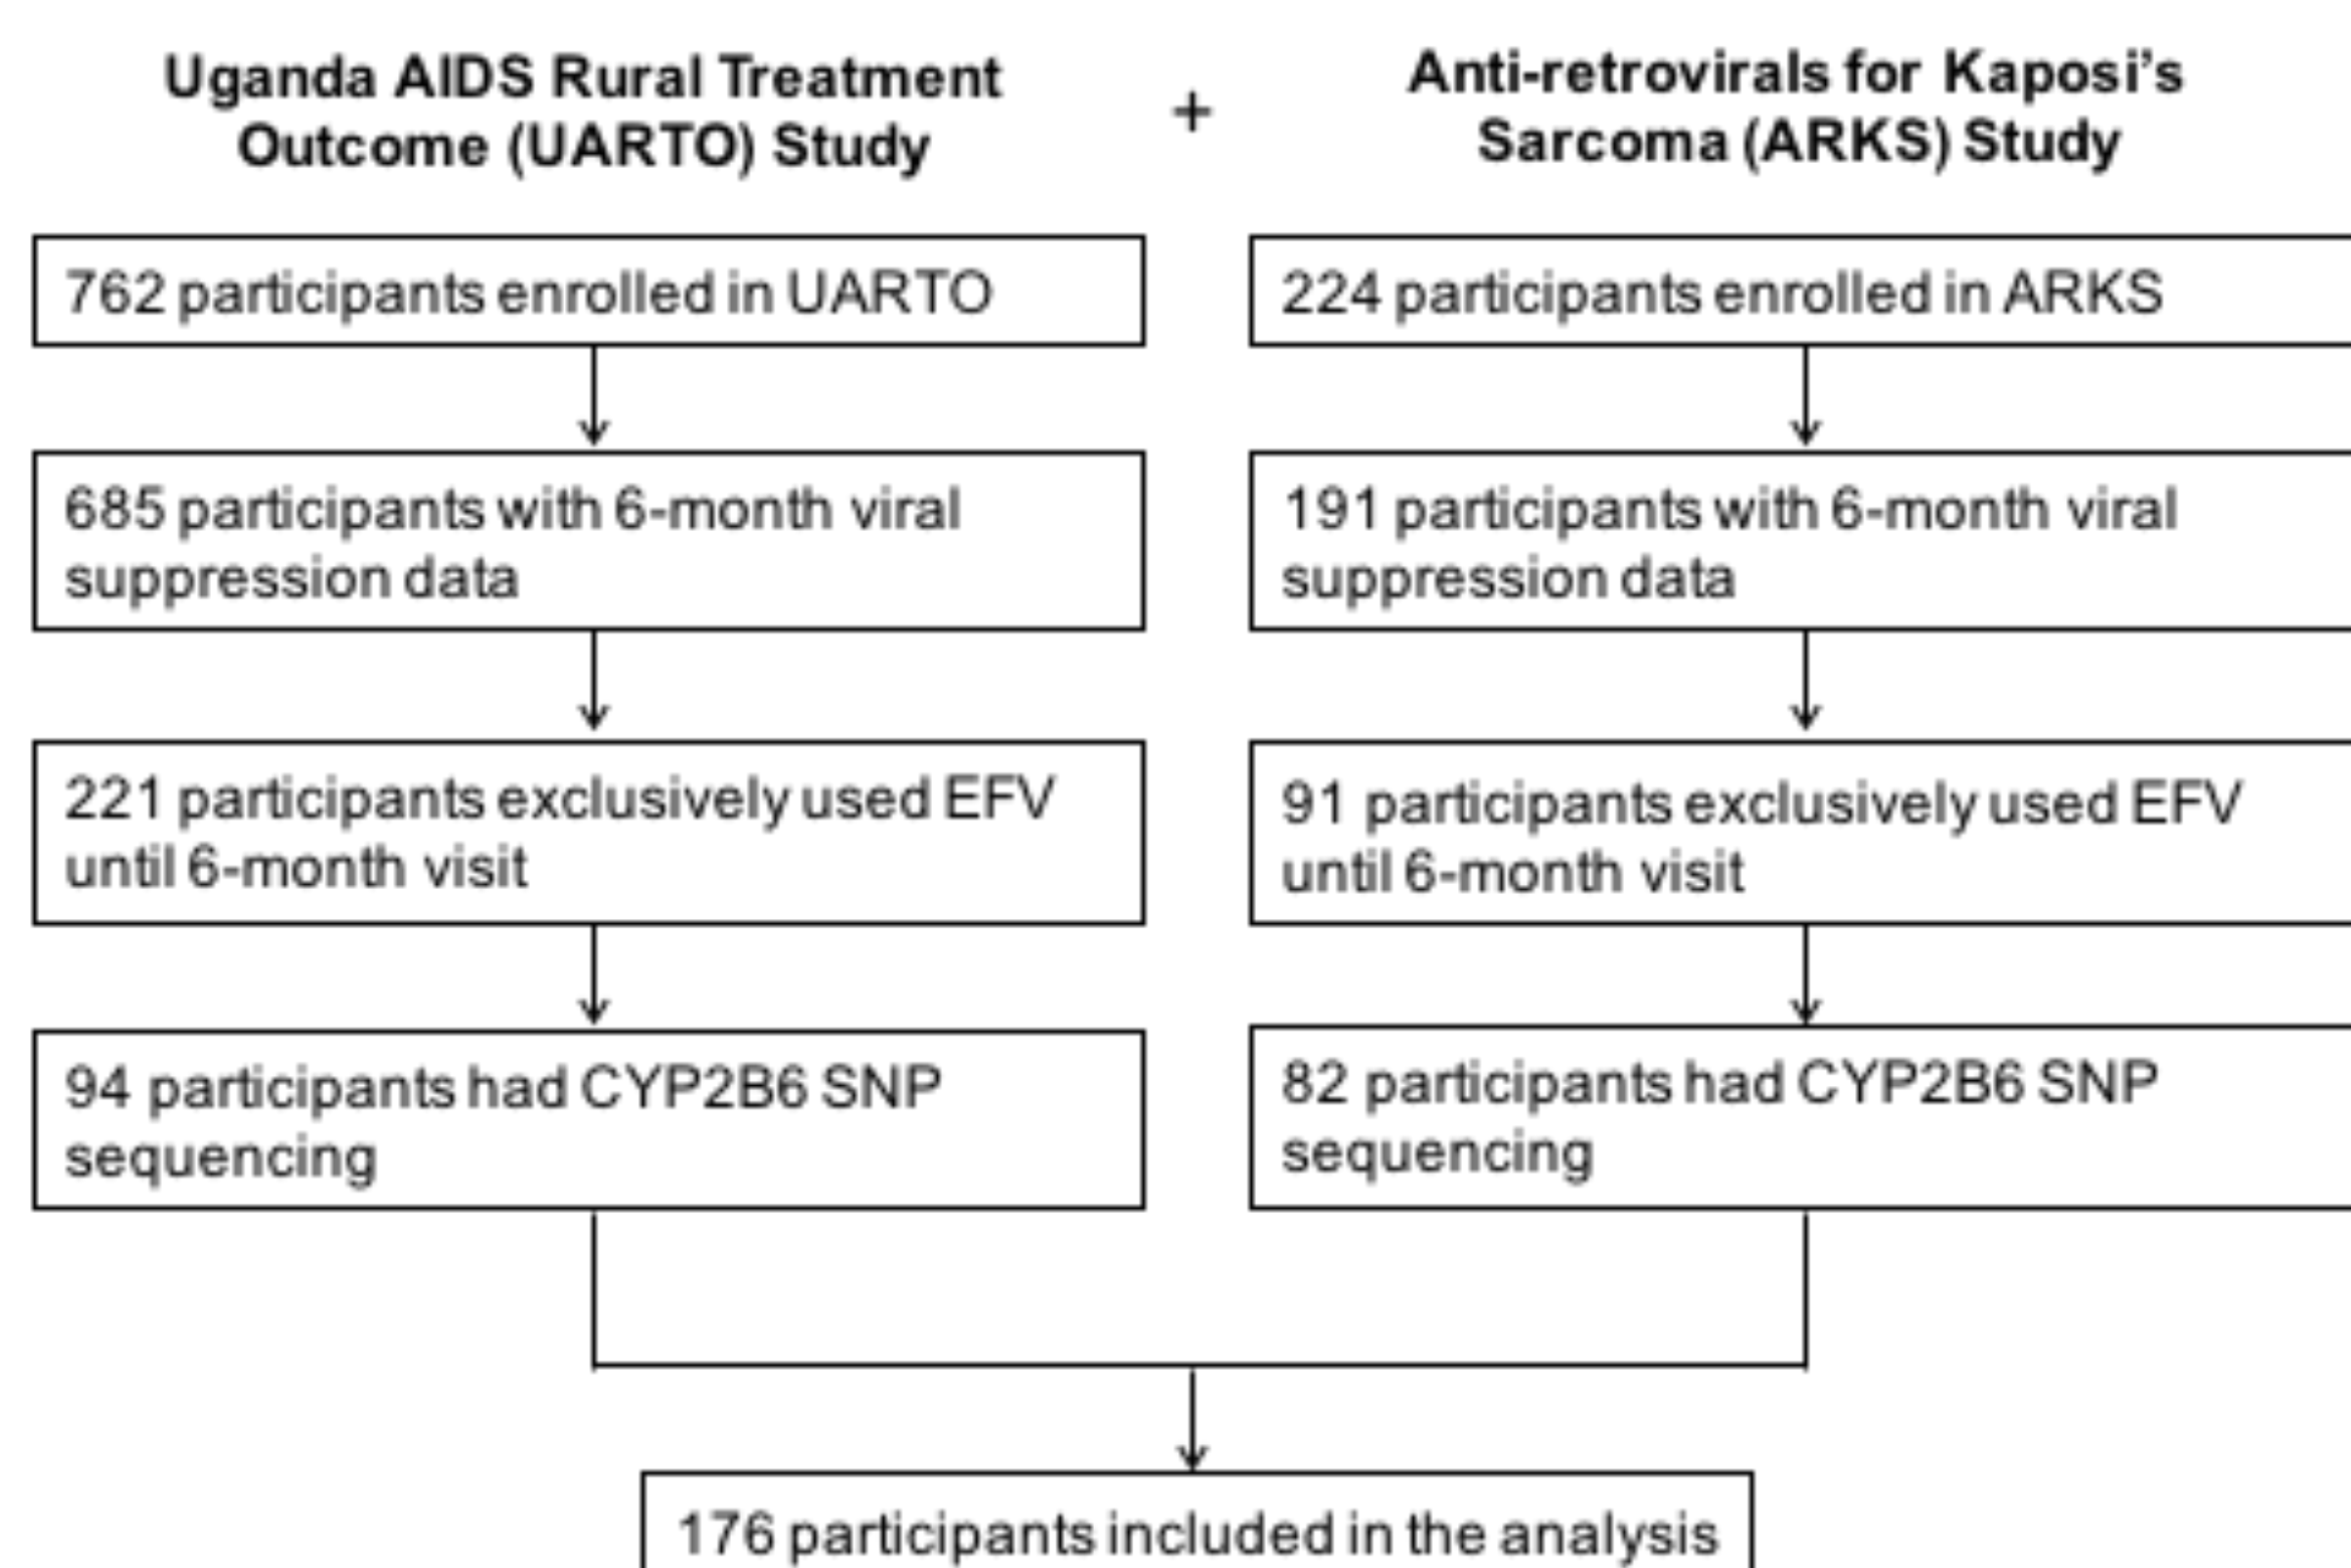 Uganda AIDS Rural Treatment
Outcome (UARTO) Study
+
Anti-retrovirals for Kaposi's
Sarcoma (ARKS) Study
762 participants enrolled in UARTO
224 participants enrolled in ARKS
685 participants with 6-month viral
suppression data
191 participants with 6-month viral
suppression data
221 participants exclusively used EFV
until 6-month visit
91 participants exclusively used EFV
until 6-month visit
94 participants had CYP2B6 SNP
sequencing
82 participants had CYP2B6 SNP
sequencing
176 participants included in the analysis